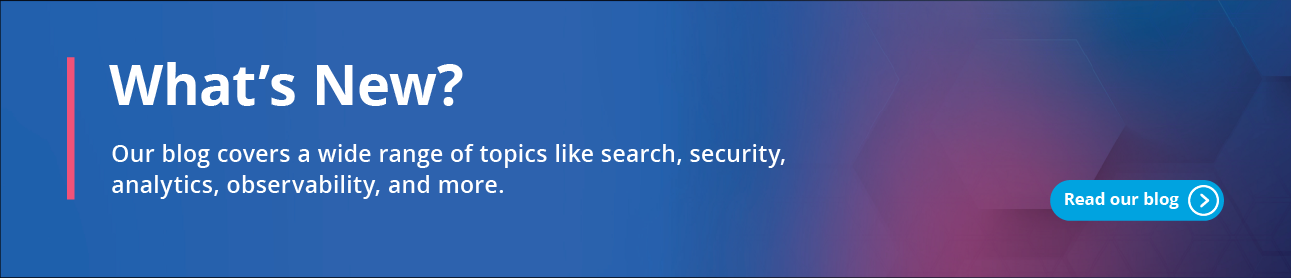 What’s New?
Our blog covers a wide range of topics like search, security,
analytics, observability, and more.
Read our blog